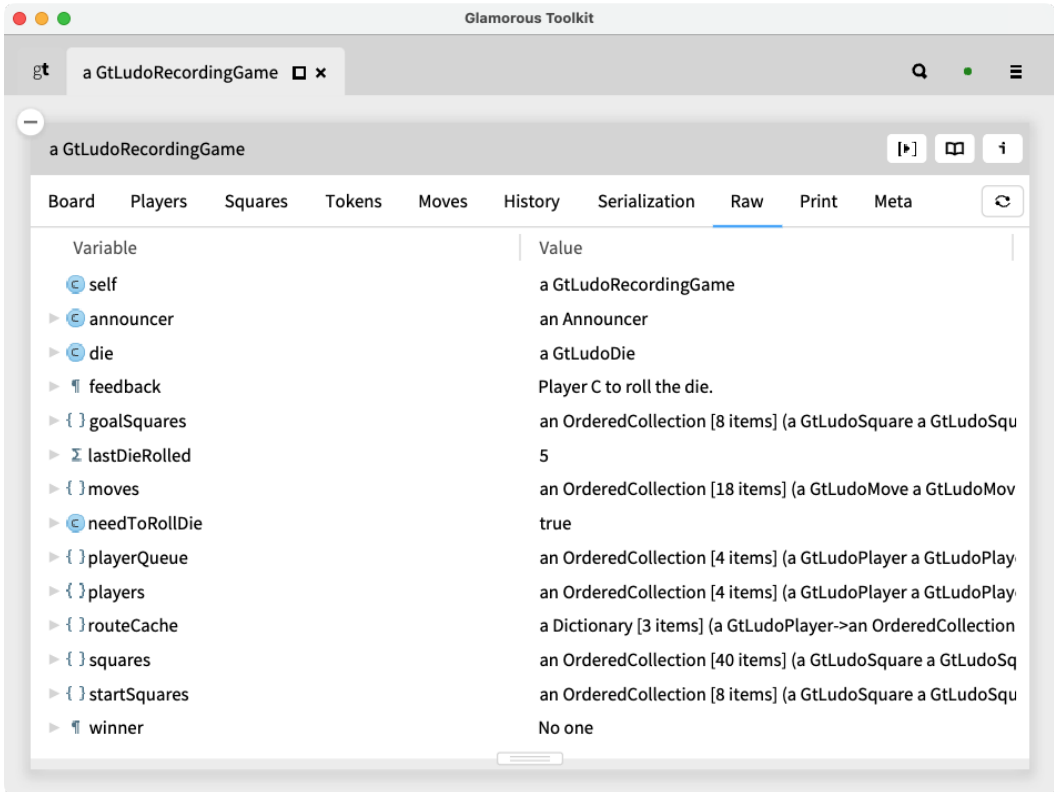 Glamorous Toolkit
gt a GtLudoRecordingGame
a GtLudoRecordingGame i
Board Players Squares Tokens Moves History Serialization Raw Print Meta
Variable Value
self a GtLudoRecordingGame
announcer an Announcer
die a GtLudoDie
¶ feedback Player C to roll the die.
{ } goalSquares an OrderedCollection [8 items] (a GtLudoSquare a GtLudoSqu
Σ lastDieRolled 5
{ } moves an OrderedCollection [18 items] (a GtLudoMove a GtLudoMov
needToRollDie true
{ } playerQueue an OrderedCollection [4 items] (a GtLudoPlayer a GtLudoPlay
{ } players an OrderedCollection [4 items] (a GtLudoPlayer a GtLudoPlay
{ } routeCache a Dictionary [3 items] (a GtLudoPlayer->an OrderedCollection
{ } squares an OrderedCollection [40 items] (a GtLudoSquare a GtLudoSq
{ } startSquares an OrderedCollection [8 items] (a GtLudoSquare a GtLudoSqu
¶ winner No one